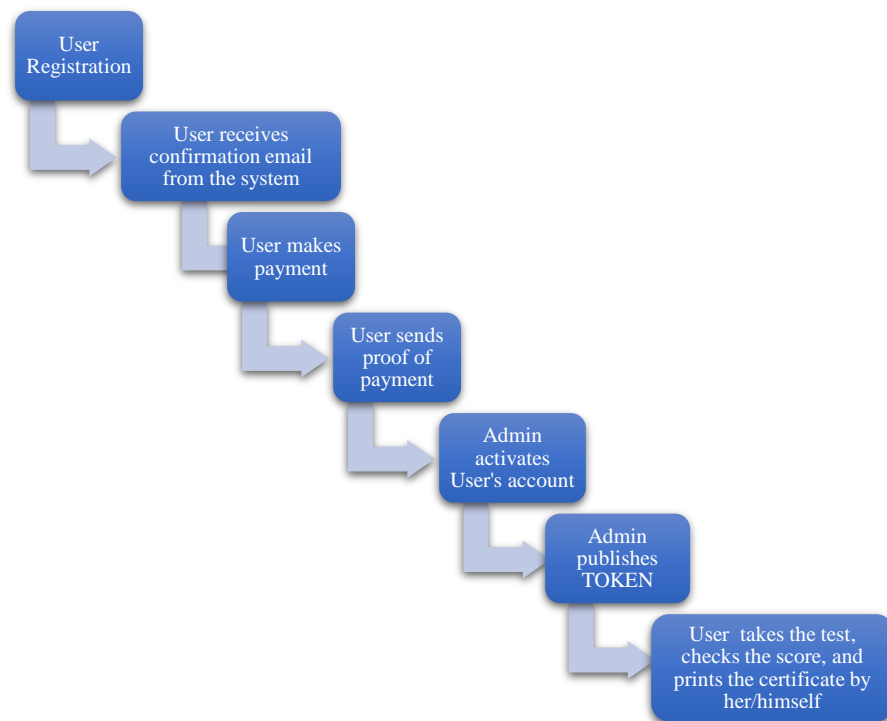 User
Registration
User receives
confirmation email
from the system
User makes
payment
User sends
proof of
payment
Admin
activates
User's account
Admin
publishes
TOKEN
User takes the test,
checks the score, and
prints the certificate by
her/himself